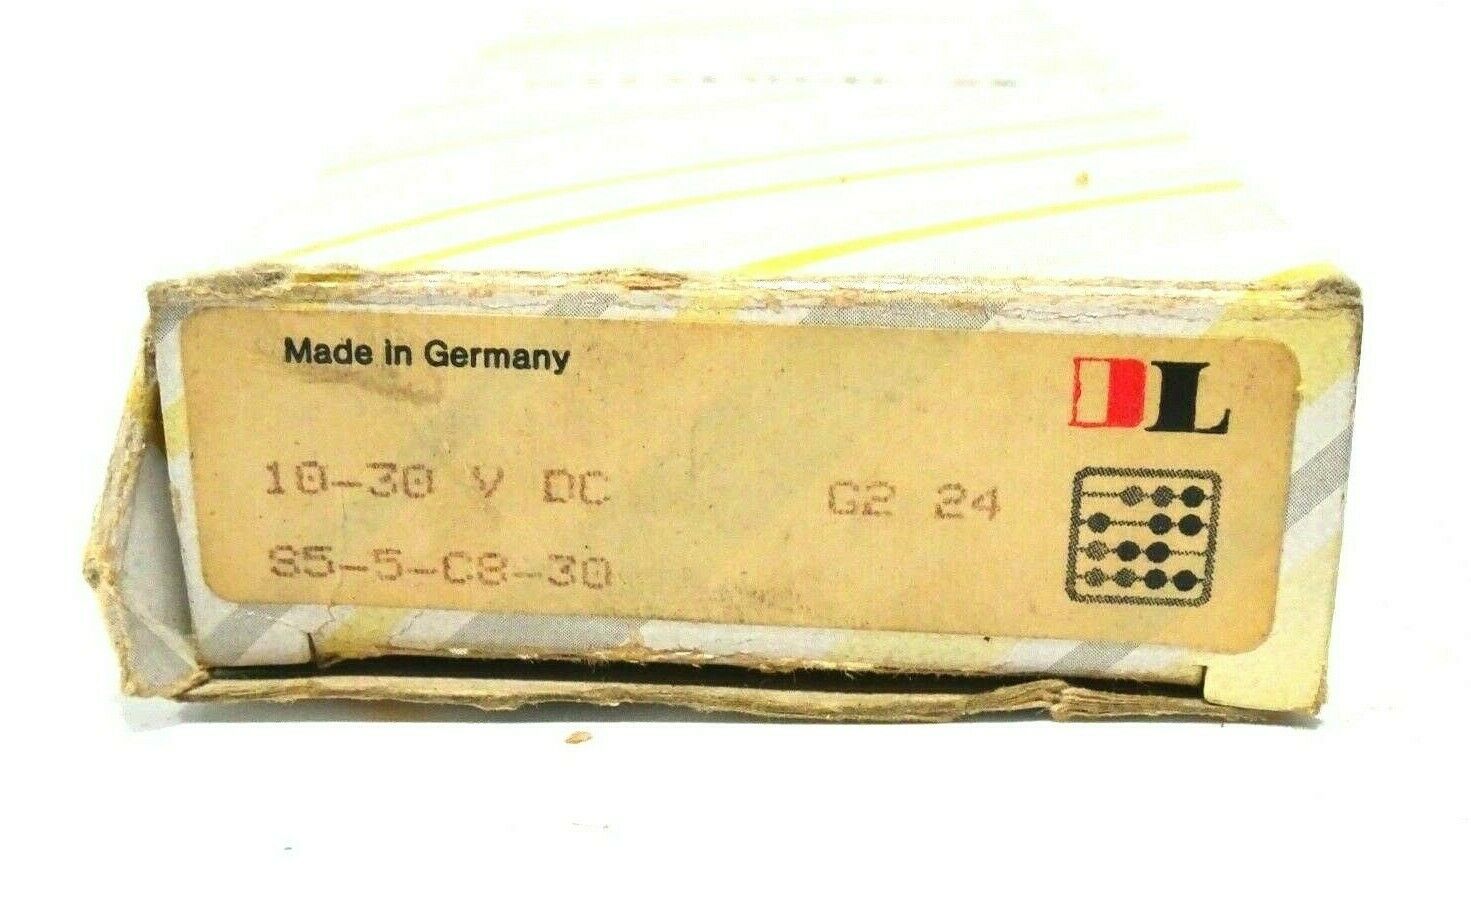 Made in Germany
DL
10-30 V DC G2 24
S5-5-C8-30